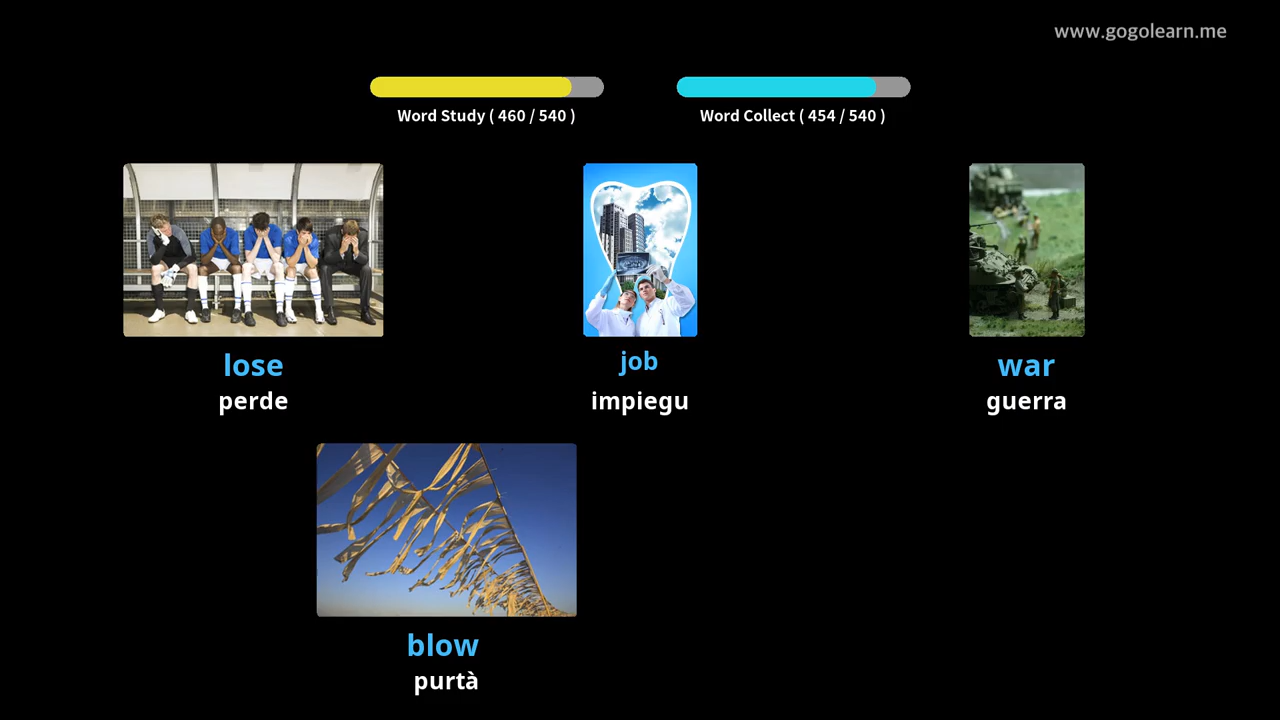 www.gogolearn.me
Word Study ( 460 / 540 )
Word Collect ( 454 / 540 )
lose
perde
job
impiegu
war
guerra
blow
purtà